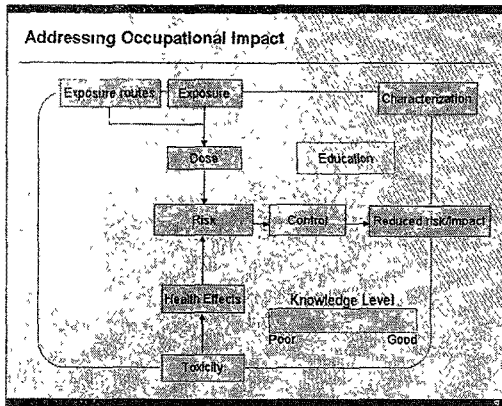 Addressing Occupational Impact
Exposure routes
Exposure
Characterization
Dose
Education
Risk
Control
Reduced risk/impact
Health Effects
Knowledge Level
Poor
Good
Toxicity